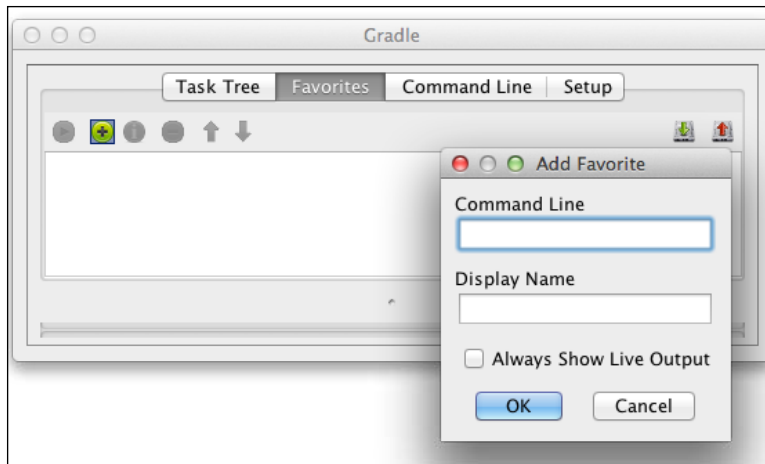 Gradle
Task Tree Favorites Command Line Setup
Add Favorite
Command Line
Display Name
Always Show Live Output
OK Cancel